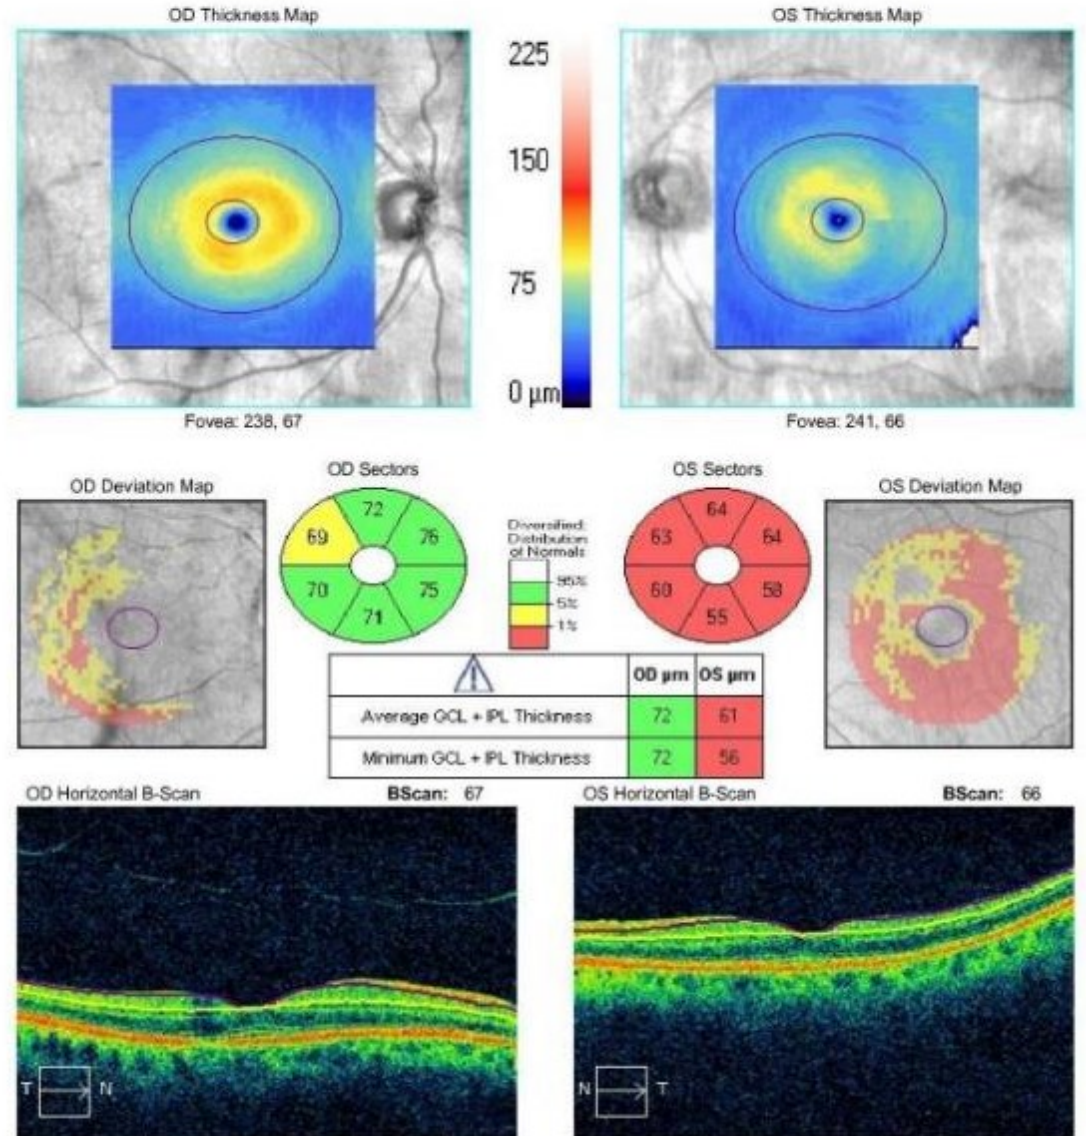 OD Thickness Map
OS Thickness Map
225
150
75
0 µm
Fovea: 238, 67
Fovea: 241, 66
OD Deviation Map
OD Sectors
OS Sectors
OS Deviation Map
72
69
76
70
75
71
Diversified:
Distribution
of Normals
95%
5%
1%
64
63
64
60
58
55
OD µm OS µm
Average GCL + IPL Thickness 72 61
Minimum GCL + IPL Thickness 72 56
OD Horizontal B-Scan BScan: 67
OS Horizontal B-Scan BScan: 66
T N
N T